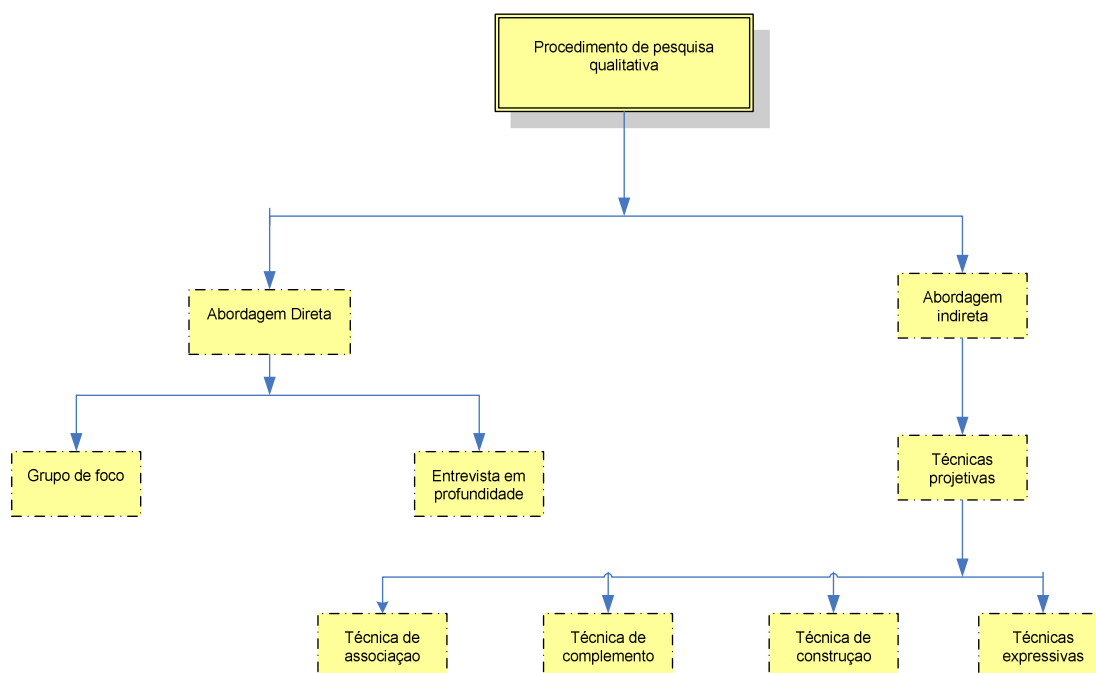 Procedimento de pesquisa
qualitativa
Abordagem Direta
Abordagem
indireta
Grupo de foco
Entrevista em
profundidade
Técnicas
projetivas
Técnica de
associaçao
Técnica de
complemento
Técnica de
construçao
Técnicas
expressivas